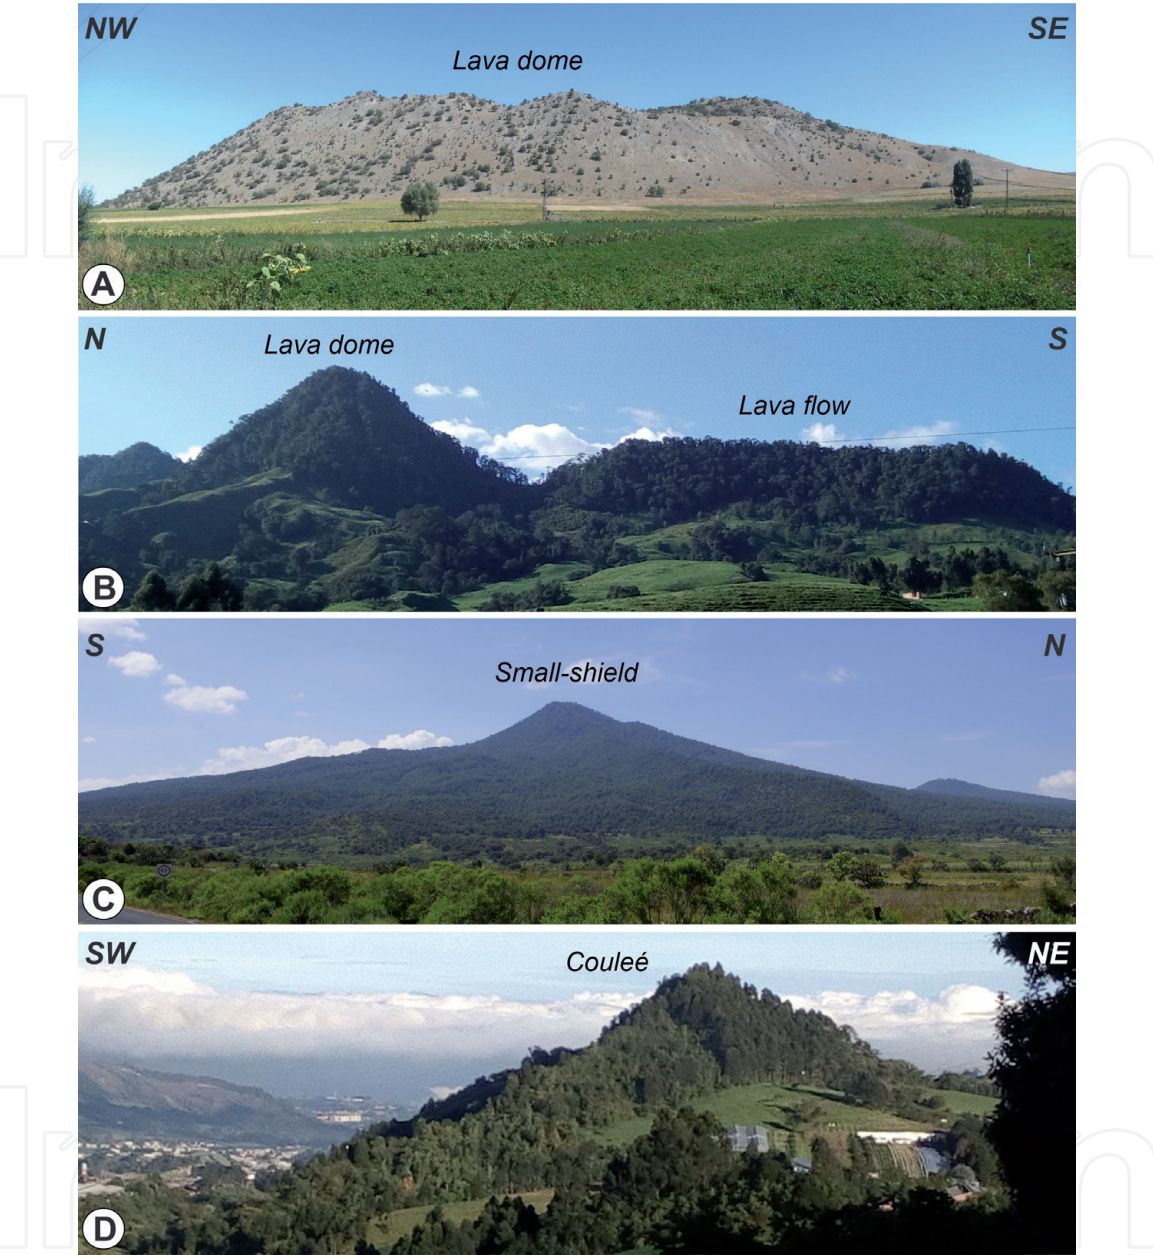 NW SE
Lava dome
A
N S
Lava dome
Lava flow
B
S N
Small-shield
C
SW NE
Couleé
D